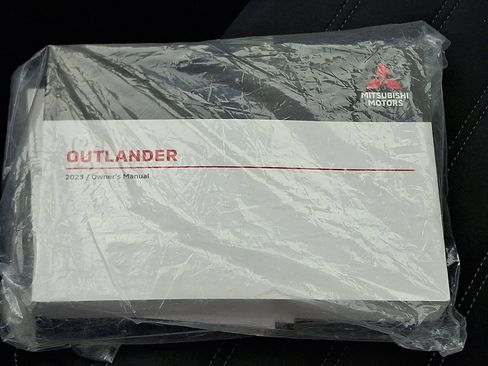 MITSUBISHI
MOTORS
OUTLANDER
2023 / Owner's Manual